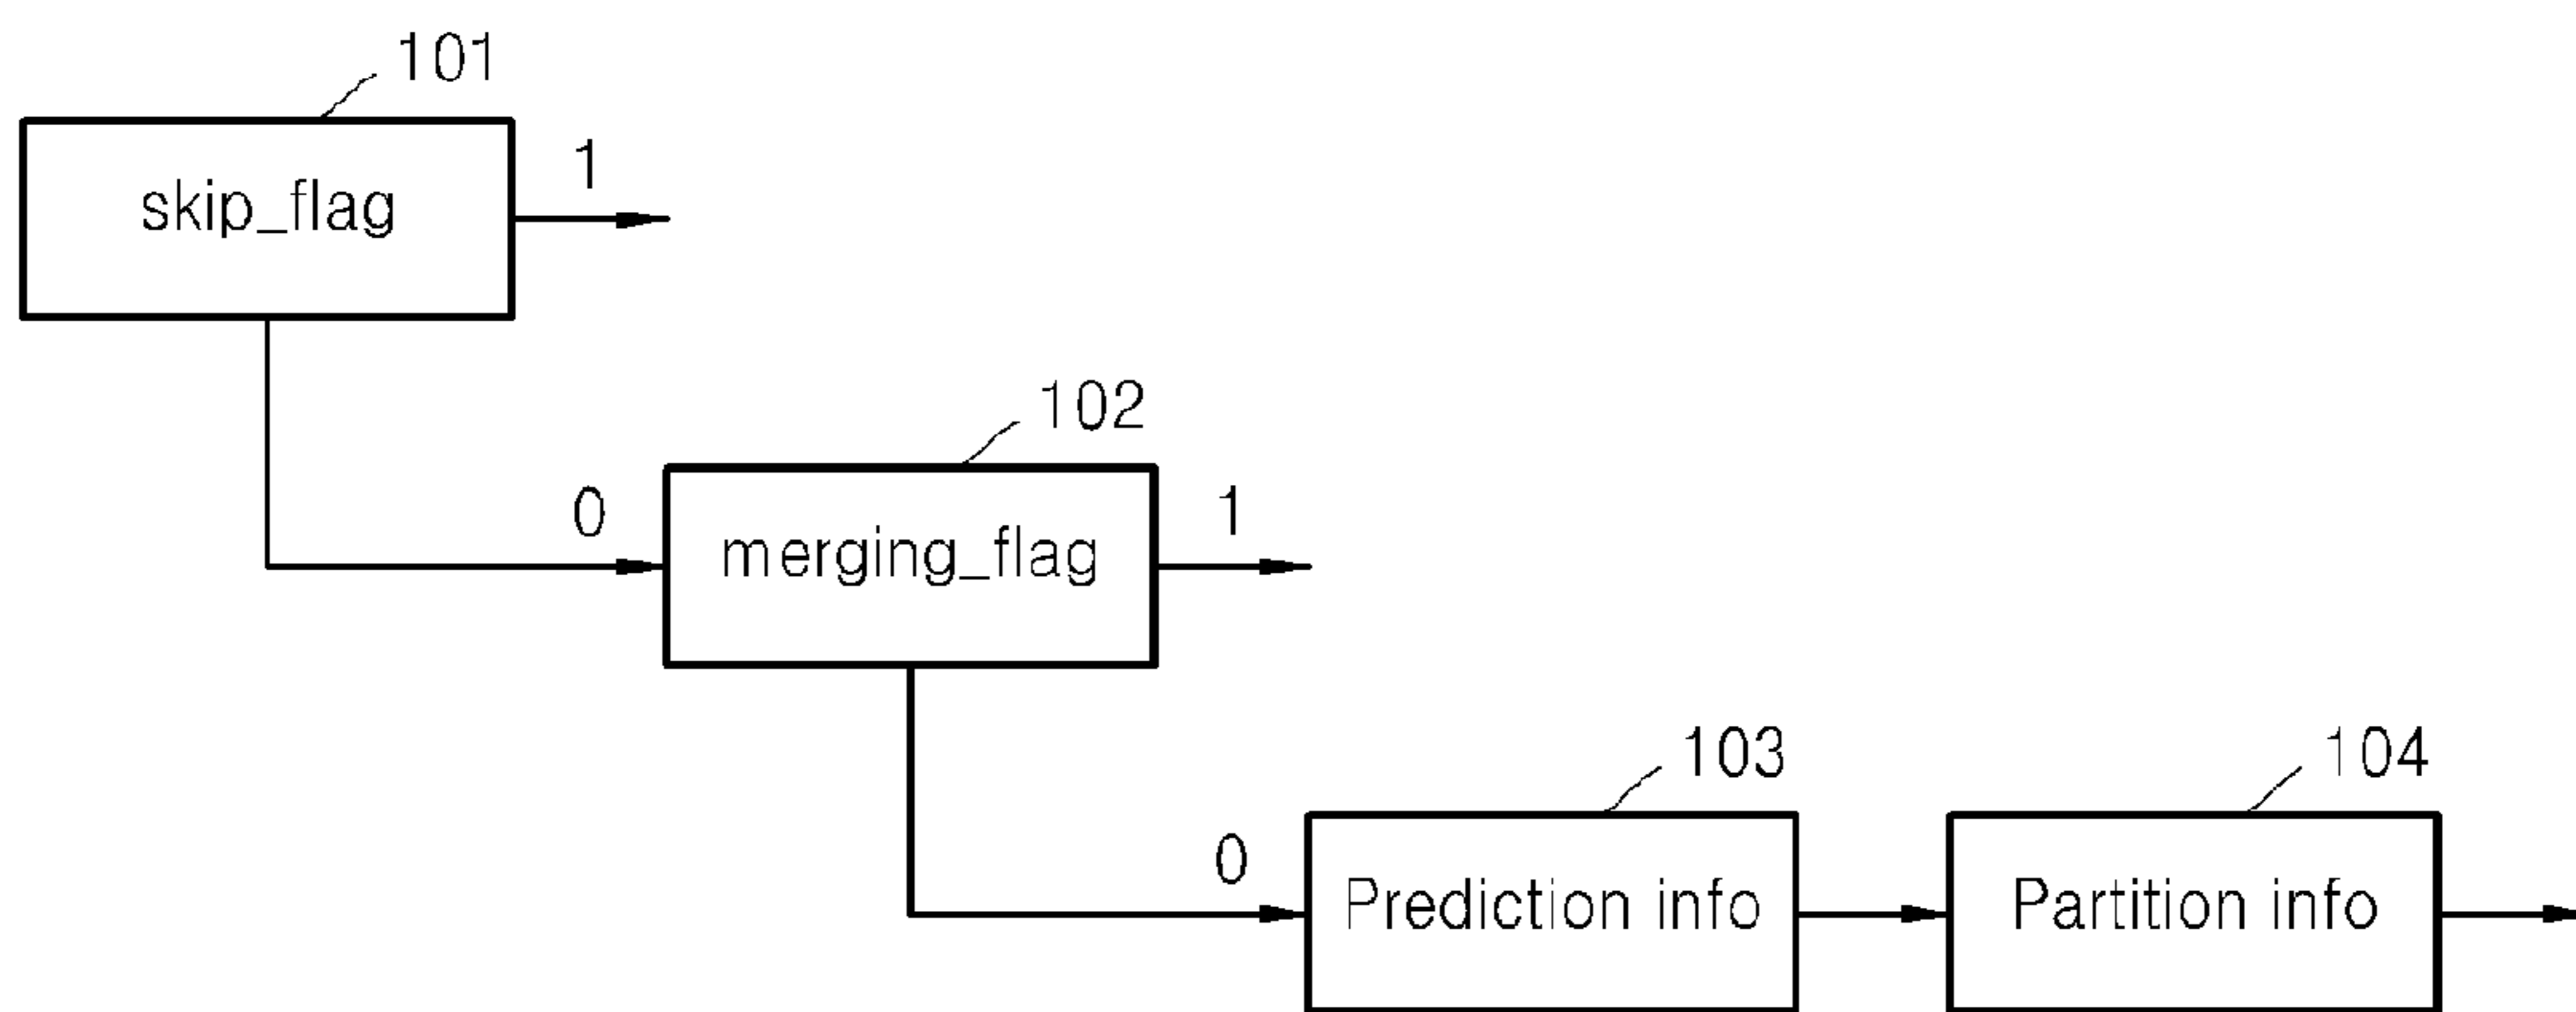 101
1
skip_flag
102
0
1
merging_flag
103
104
0
Prediction info
Partition info